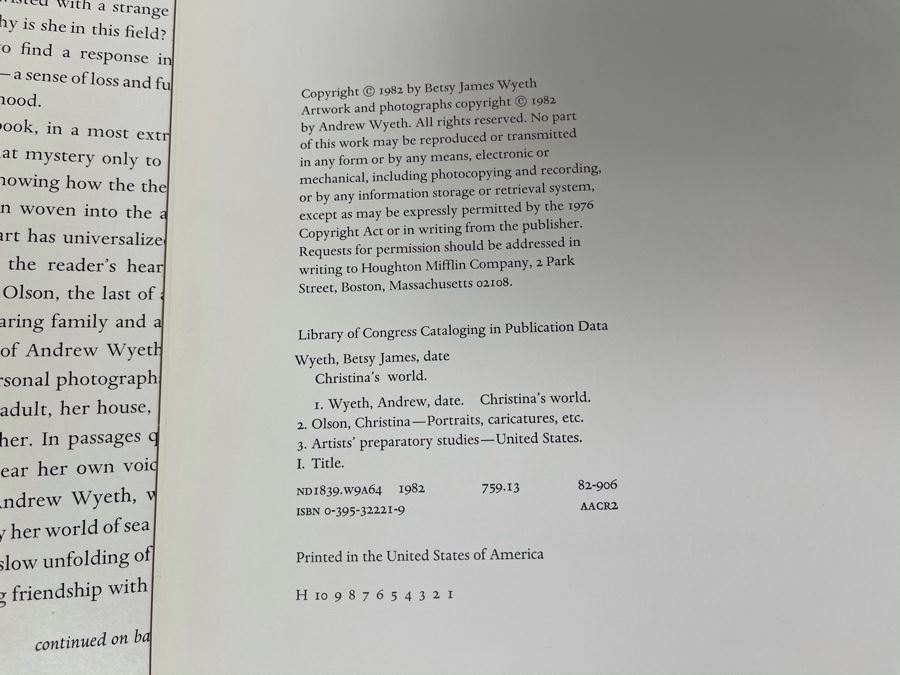 with a strange
hy is she in this field?
o find a response in
—a sense of loss and fu
nood.
book, in a most extr
at mystery only to
nowing how the the
n woven into the a
art has universalize
the reader's hear
Olson, the last of
aring family and a
of Andrew Wyeth
rsonal photograph
adult, her house,
her. In passages q
ear her own voic
Andrew Wyeth, w
y her world of sea
slow unfolding of
g friendship with
continued on ba
Copyright © 1982 by Betsy James Wyeth
Artwork and photographs copyright © 1982
by Andrew Wyeth. All rights reserved. No part
of this work may be reproduced or transmitted
in any form or by any means, electronic or
mechanical, including photocopying and recording,
or by any information storage or retrieval system,
except as may be expressly permitted by the 1976
Copyright Act or in writing from the publisher.
Requests for permission should be addressed in
writing to Houghton Mifflin Company, 2 Park
Street, Boston, Massachusetts 02108.
Library of Congress Cataloging in Publication Data
Wyeth, Betsy James, date
Christina's world.
1. Wyeth, Andrew, date. Christina's world.
2. Olson, Christina—Portraits, caricatures, etc.
3. Artists' preparatory studies—United States.
I. Title.
ND1839.W9A64 1982 759.13 82-906
ISBN 0-395-32221-9 AACR2
Printed in the United States of America
H 10 9 8 7 6 5 4 3 2 1